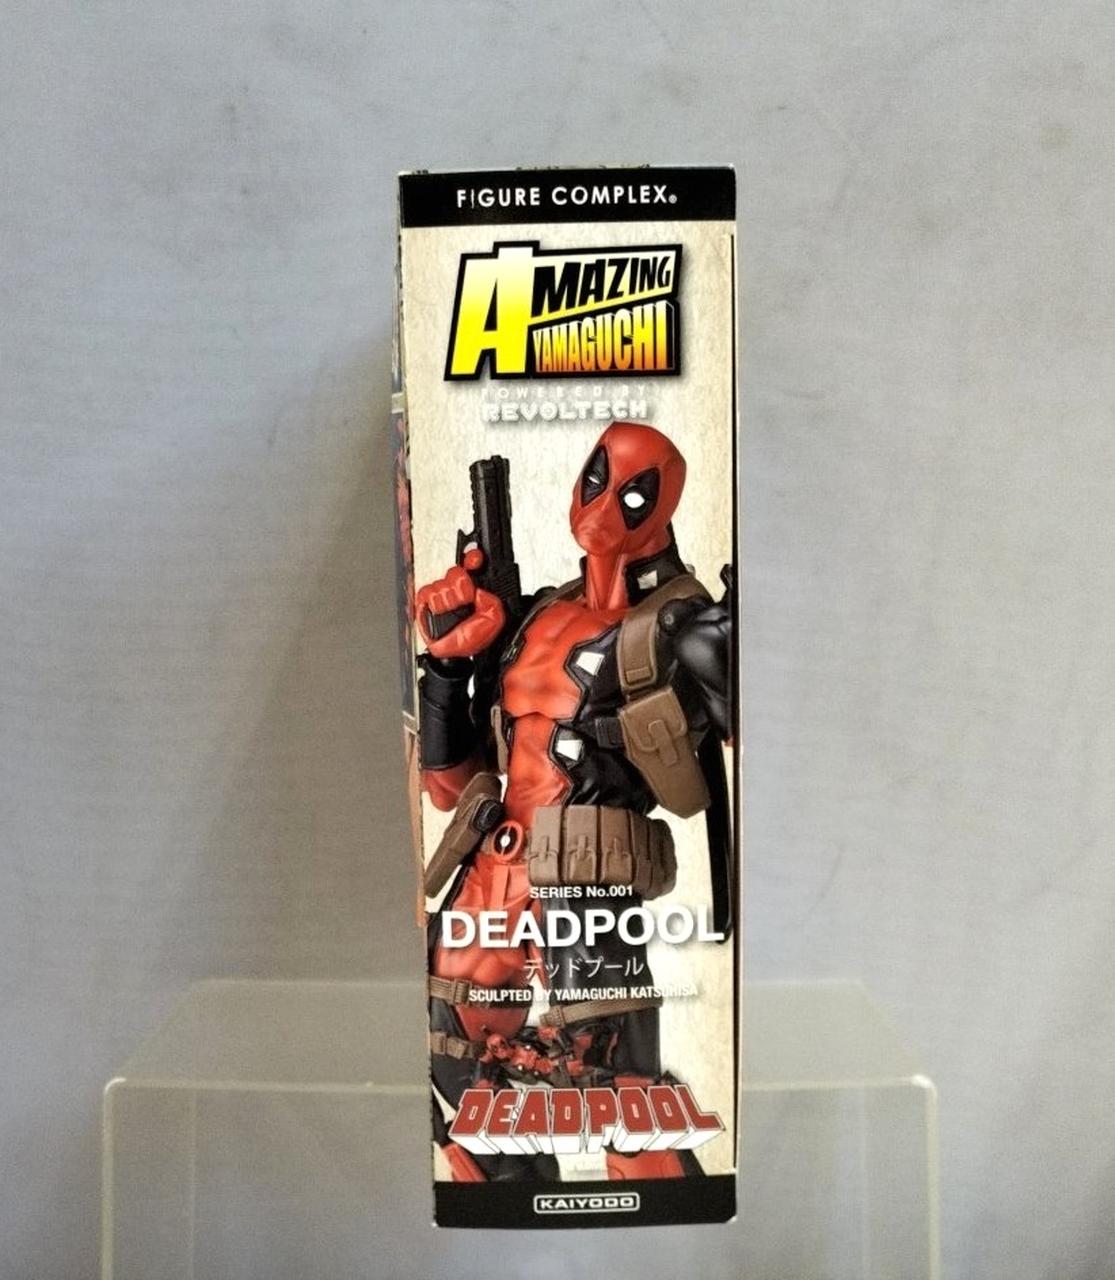 FIGURE COMPLEX®
AMAZING
YAMAGUCHI
POWERED BY
REVOLTECH
SERIES No.001
DEADPOOL
デッドプール
SCULPTED BY YAMAGUCHI KATSUHISA
DEADPOOL
KAIYODO